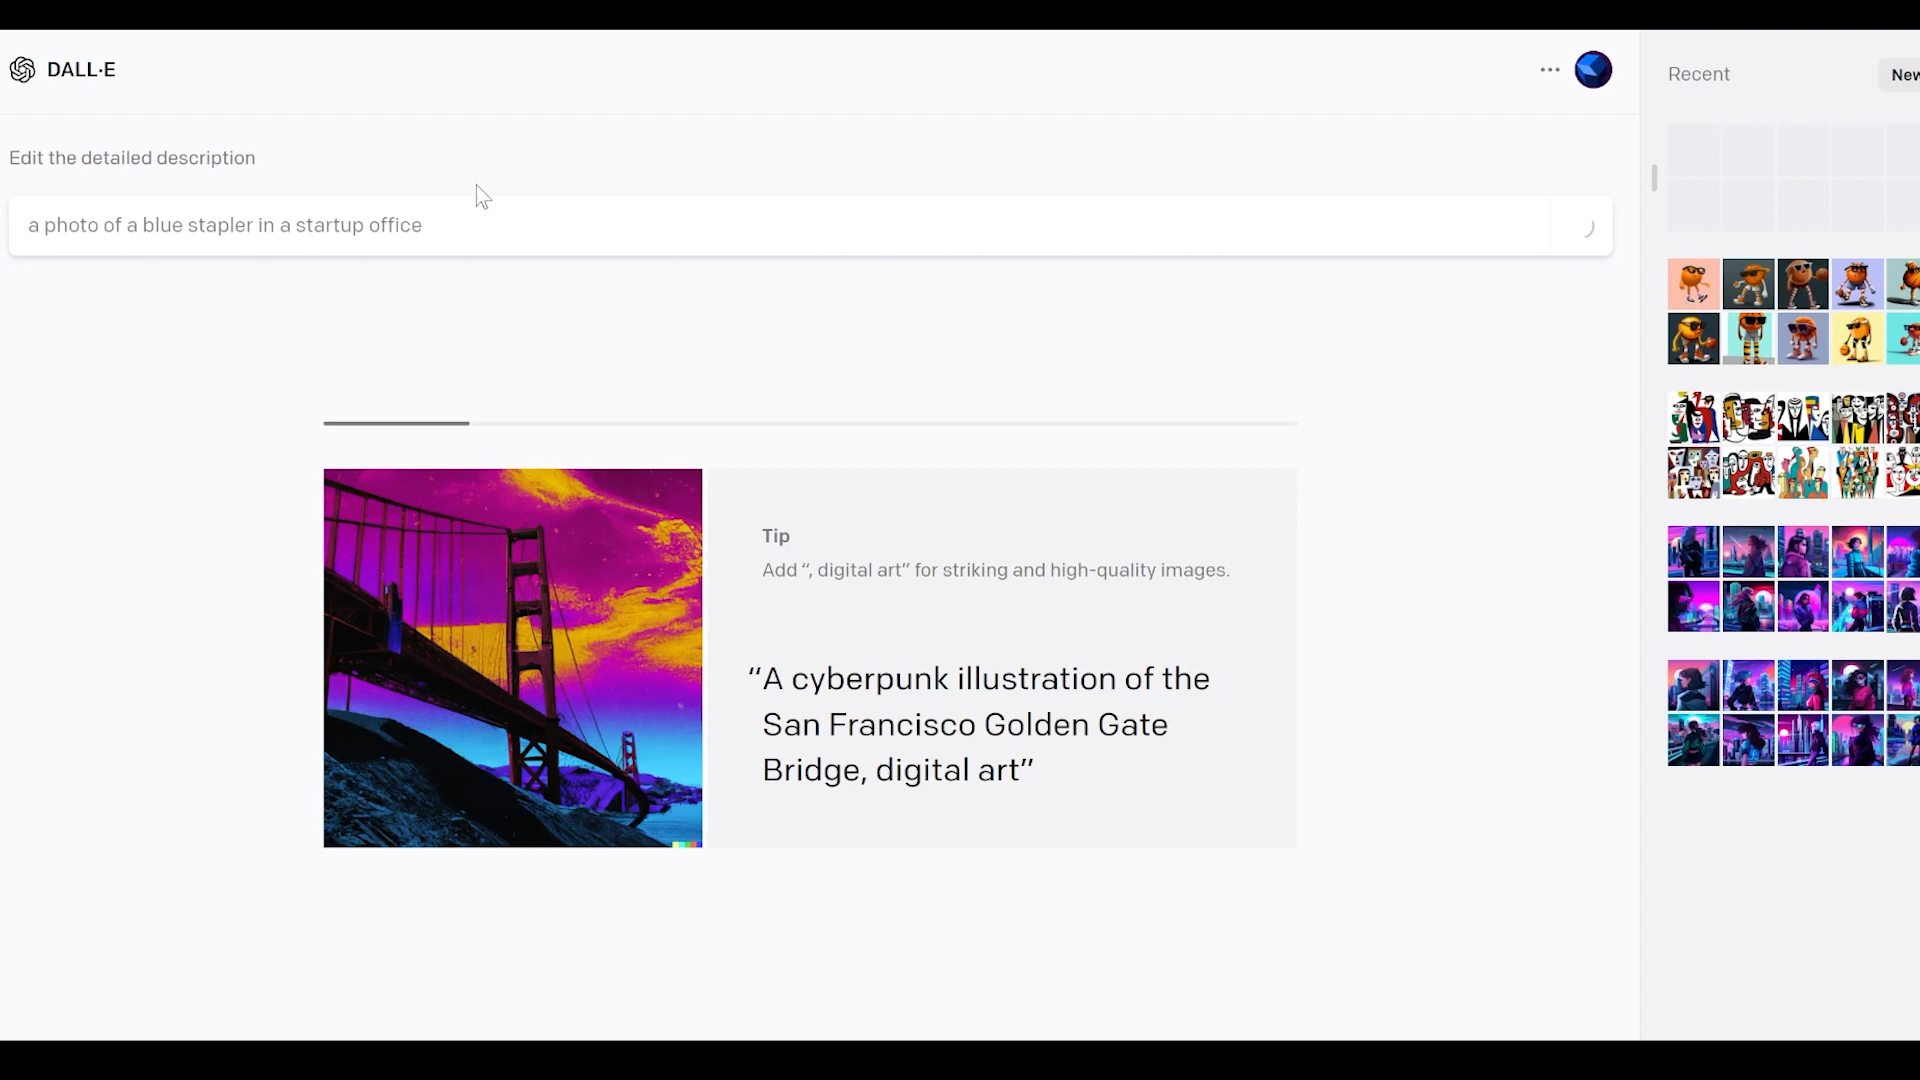 DALL·E
Recent
Edit the detailed description
a photo of a blue stapler in a startup office
Tip
Add “, digital art” for striking and high-quality images.
“A cyberpunk illustration of the
San Francisco Golden Gate
Bridge, digital art”